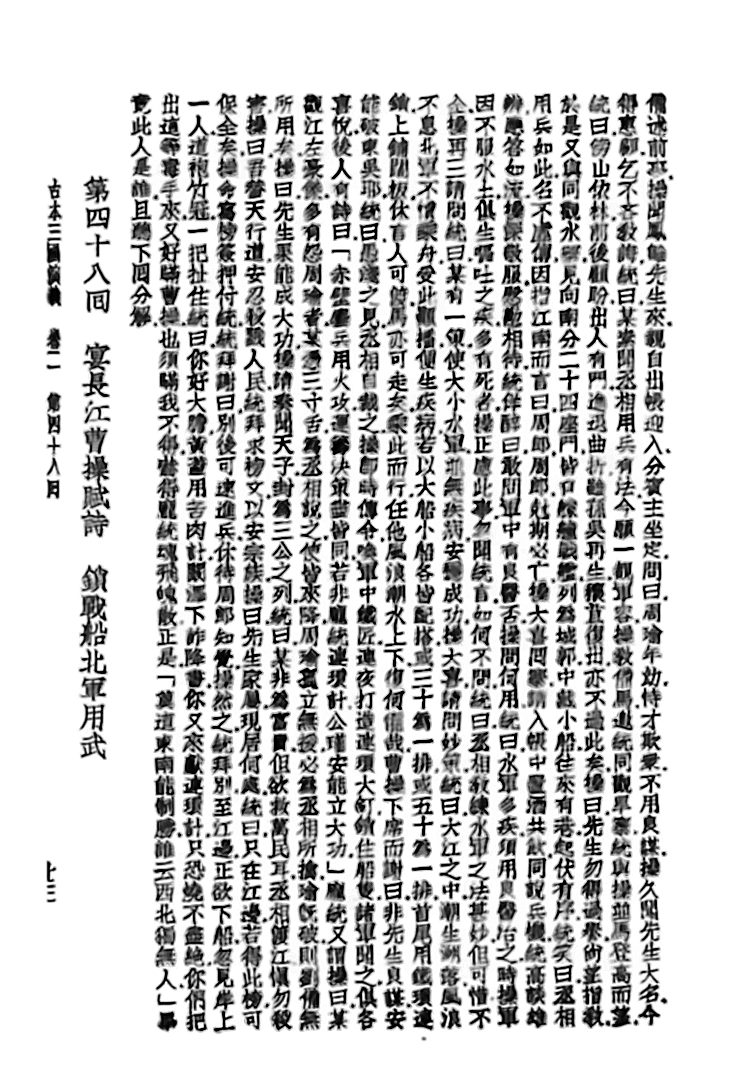 備述前事操聞鳳雛先生來親自出帳迎入分賓主坐定問曰周瑜年幼恃才欺衆不用良謀操久聞先生大名今
得惠顧乞不吝教誨統曰某素聞丞相用兵有法今願一觀軍容操教備馬邀統同觀旱寨統與操並馬登高而望
統曰傍山依林前後顧盼出入有門進退曲折雖孫吳再生穰苴復出亦不過此矣操曰先生勿得過譽尚望指教
於是又與同觀水寨見向南分二十四座門皆有艨艟戰艦列爲城郭中藏小船往來有巷起伏有序統笑曰丞相
用兵如此名不虛傳因指江南而言曰周郎周郎尅期必亡操大喜回寨請入帳中置酒共飲同說兵機統高談雄
辨應答如流操深敬服慇勤相待統佯醉曰敢問軍中有良醫否操問何用統曰水軍多疾須用良醫治之時操軍
因不服水土俱生嘔吐之疾多有死者操正慮此事忽聞統言如何不問統曰丞相教練水軍之法甚妙但可惜不
全操再三請問統曰某有一策使大小水軍並無疾病安穩成功操大喜請問妙策統曰大江之中潮生潮落風浪
不息北軍不慣乘舟受此顛播便生疾病若以大船小船各皆配搭或三十爲一排或五十爲一排首尾用鐵環連
鎖上鋪闊板休言人可渡馬亦可走矣乘此而行任他風浪潮水上下復何懼哉曹操下席而謝曰非先生良謀安
能破東吳耶統曰愚淺之見丞相自裁之操即時傳令喚軍中鐵匠連夜打造連環大釘鎖住船隻諸軍聞之俱各
喜悅後人有詩曰「赤壁鏖兵用火攻運籌決策盡皆同若非龐統連環計公瑾安能立大功」龐統又謂操曰某
觀江左豪傑多有怨周瑜者某憑三寸舌爲丞相說之使皆來降周瑜孤立無援必爲丞相所擒瑜既破則劉備無
所用矣操曰先生果能成大功操請奏聞天子封爲三公之列統曰某非爲富貴但欲救萬民耳丞相渡江慎勿殺
害操曰吾替天行道安忍殺戮人民統拜求榜文以安宗族操曰先生家屬現居何處統曰只在江邊若得此榜可
保全矣操命寫榜簽押付統統拜謝曰別後可速進兵休待周郎知覺操然之統拜別至江邊正欲下船忽見岸上
一人道袍竹冠一把扯住統曰你好大膽黃蓋用苦肉計闞澤下詐降書你又來獻連環計只恐燒不盡絕你們把
出這等毒手來又好瞞曹操也須瞞我不得嚇得龐統魂飛魄散正是「莫道東南能制勝誰云西北獨無人」畢
竟此人是誰且聽下回分解
第四十八回　宴長江曹操賦詩　鎖戰船北軍用武
古本三國演義　卷二　第四十八回
七三